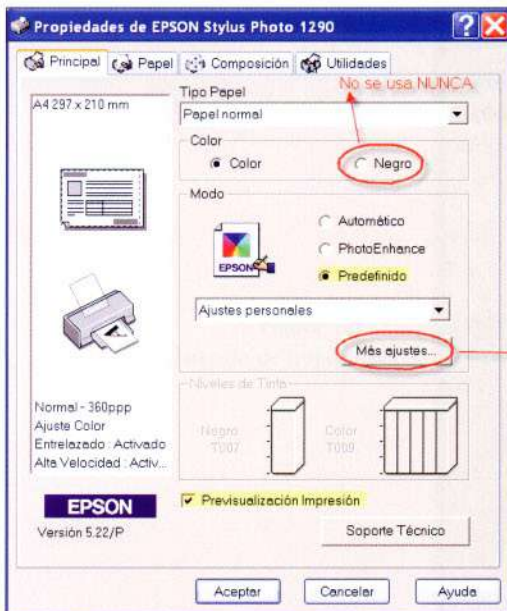 Propiedades de EPSON Stylus Photo 1290
Principal Papel Composición Utilidades
No se usa NUNCA
A4 297 x 210 mm
Tipo Papel
Papel normal
Color
Color Negro
Modo
EPSON
Automático
PhotoEnhance
Predefinido
Ajustes personales
Más ajustes...
Niveles de Tinta
Negro
T007
Color
T009
Normal - 360ppp
Ajuste Color
Entrelazado : Activado
Alta Velocidad : Activ...
EPSON
Versión 5.22/P
Previsualización Impresión
Soporte Técnico
Aceptar Cancelar Ayuda